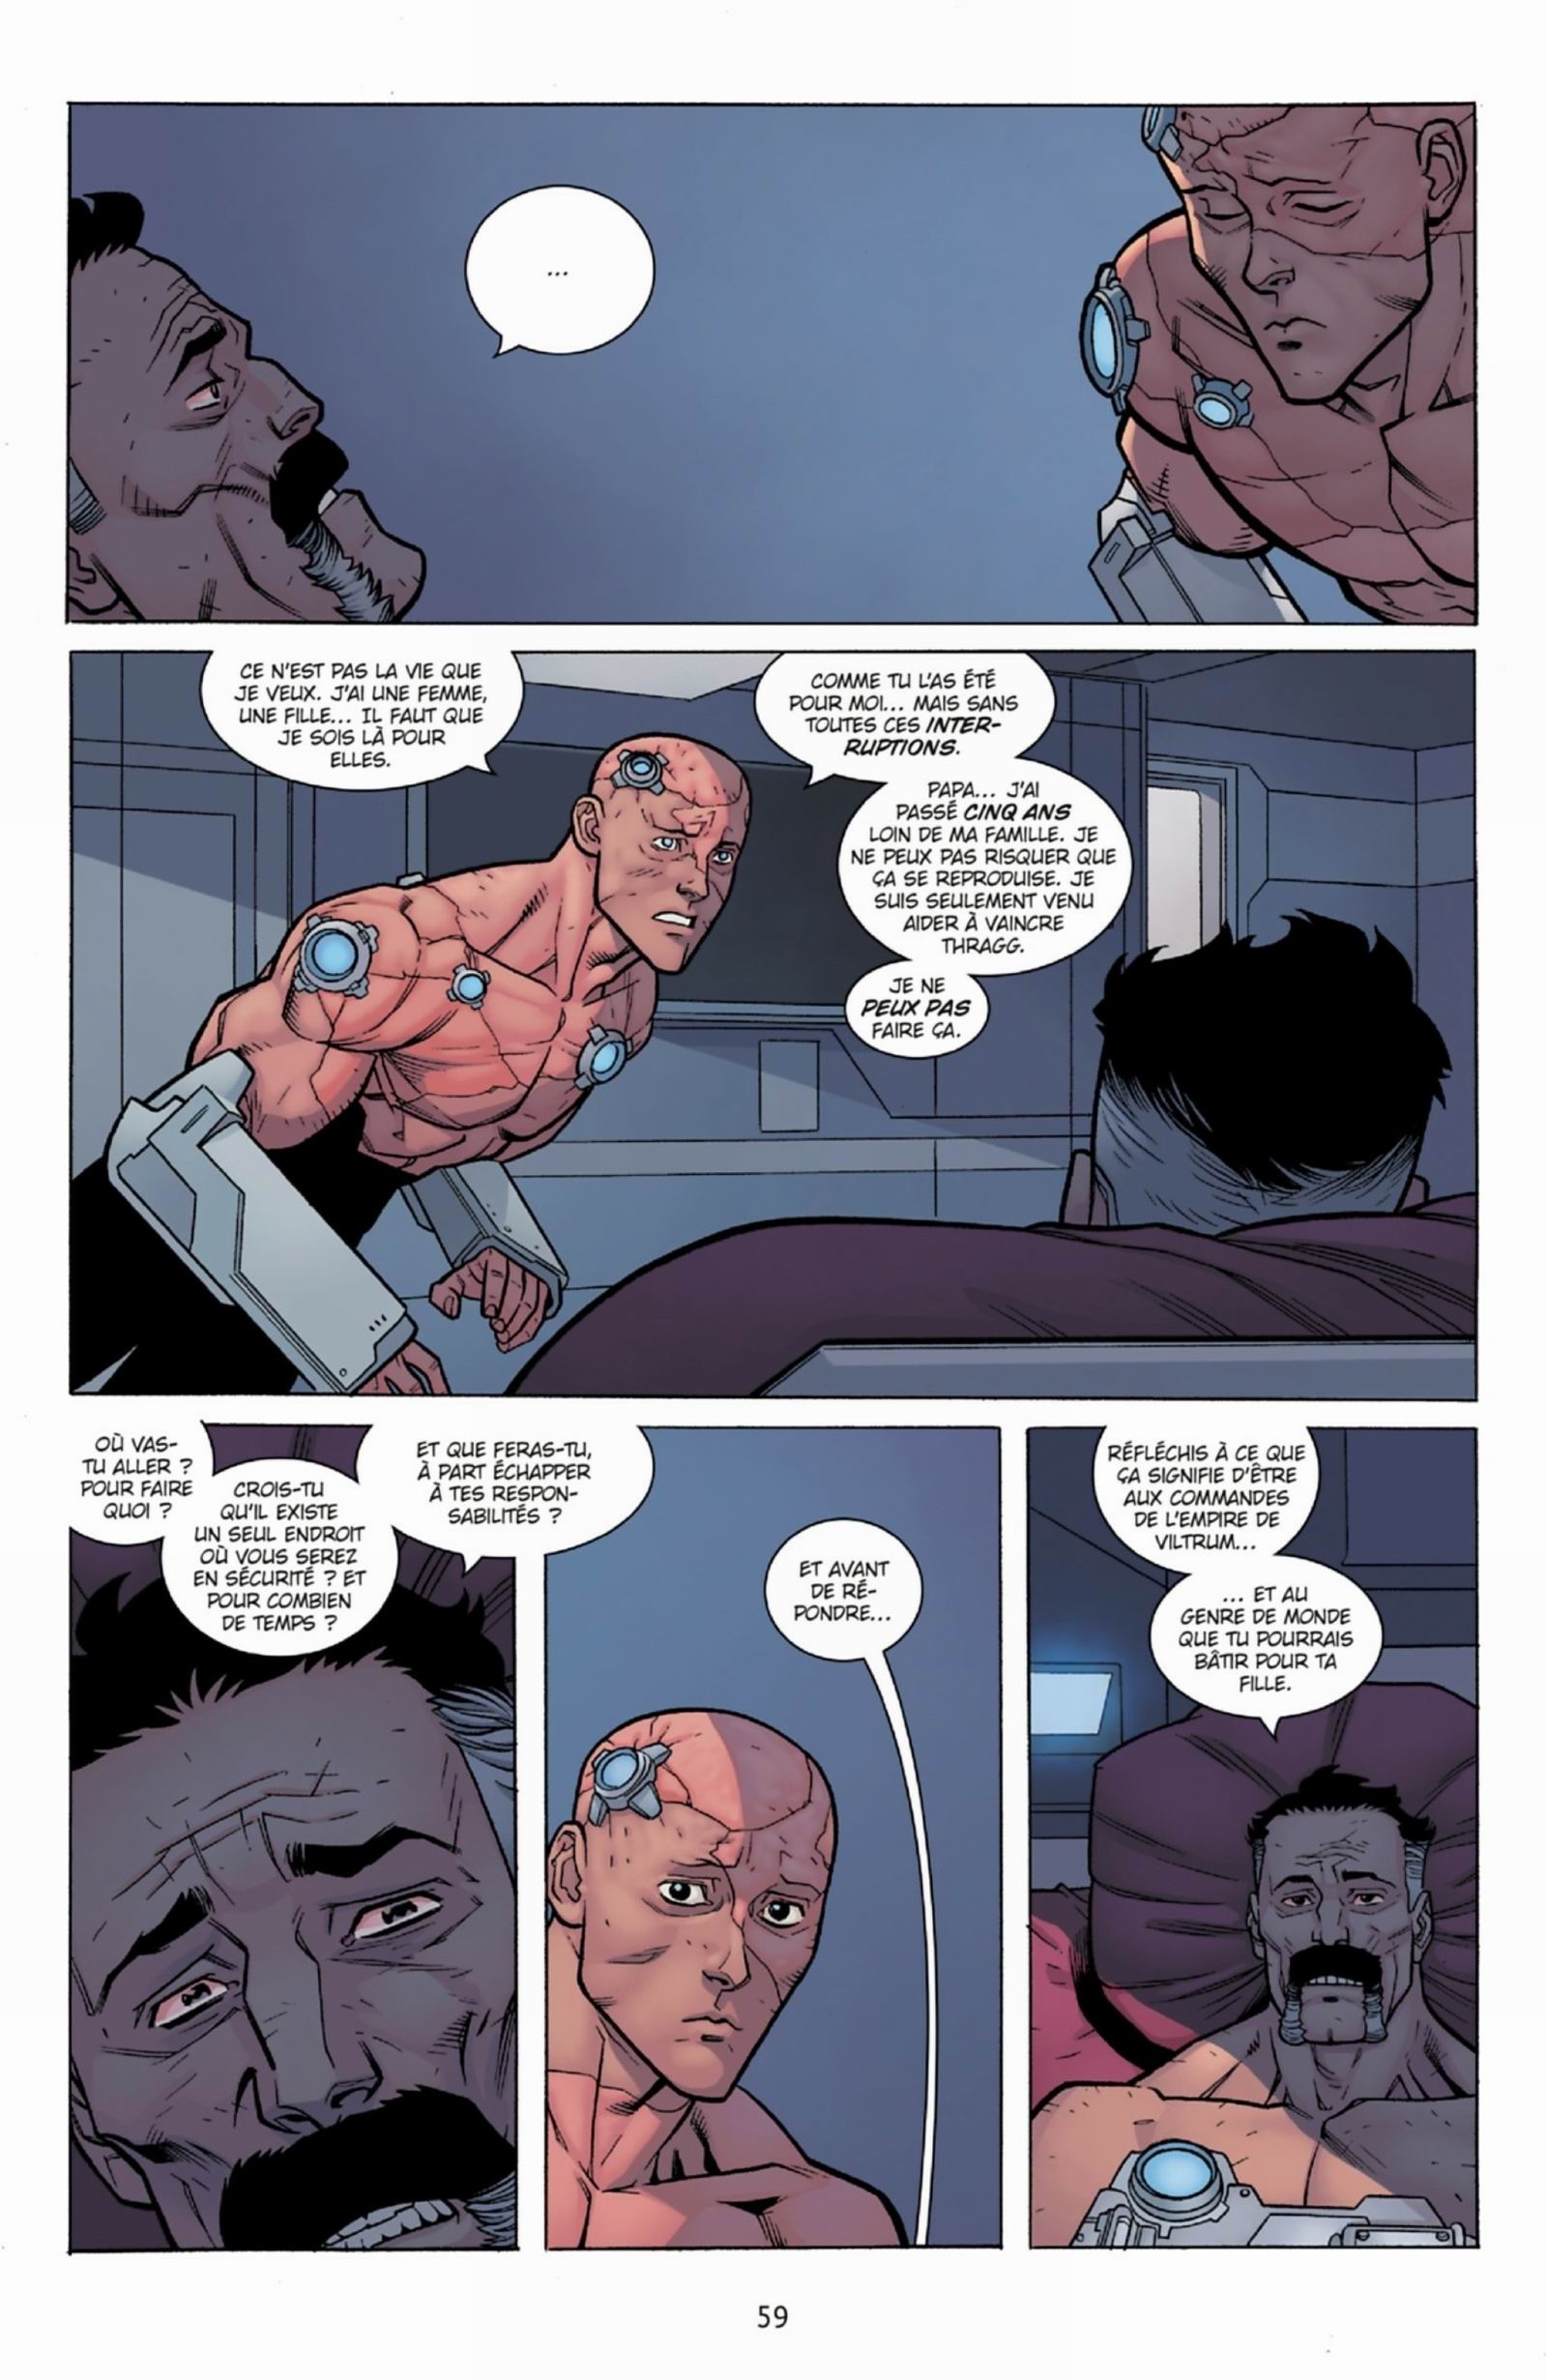 ...
CE N'EST PAS LA VIE QUE
JE VEUX. J'AI UNE FEMME,
UNE FILLE... IL FAUT QUE
JE SOIS LÀ POUR
ELLES.
COMME TU L'AS ÉTÉ
POUR MOI... MAIS SANS
TOUTES CES INTER-
RUPTIONS.
PAPA... J'AI
PASSÉ CINQ ANS
LOIN DE MA FAMILLE. JE
NE PEUX PAS RISQUER QUE
ÇA SE REPRODUISE. JE
SUIS SEULEMENT VENU
AIDER À VAINCRE
THRAGG.
JE NE
PEUX PAS
FAIRE ÇA.
OÙ VAS-
TU ALLER ?
POUR FAIRE
QUOI ?
CROIS-TU
QU'IL EXISTE
UN SEUL ENDROIT
OÙ VOUS SEREZ
EN SÉCURITÉ ? ET
POUR COMBIEN
DE TEMPS ?
ET QUE FERAS-TU,
À PART ÉCHAPPER
À TES RESPON-
SABILITÉS ?
ET AVANT
DE RÉ-
PONDRE...
RÉFLÉCHIS À CE QUE
ÇA SIGNIFIE D'ÊTRE
AUX COMMANDES
DE L'EMPIRE DE
VILTRUM...
... ET AU
GENRE DE MONDE
QUE TU POURRAIS
BÂTIR POUR TA
FILLE.
59